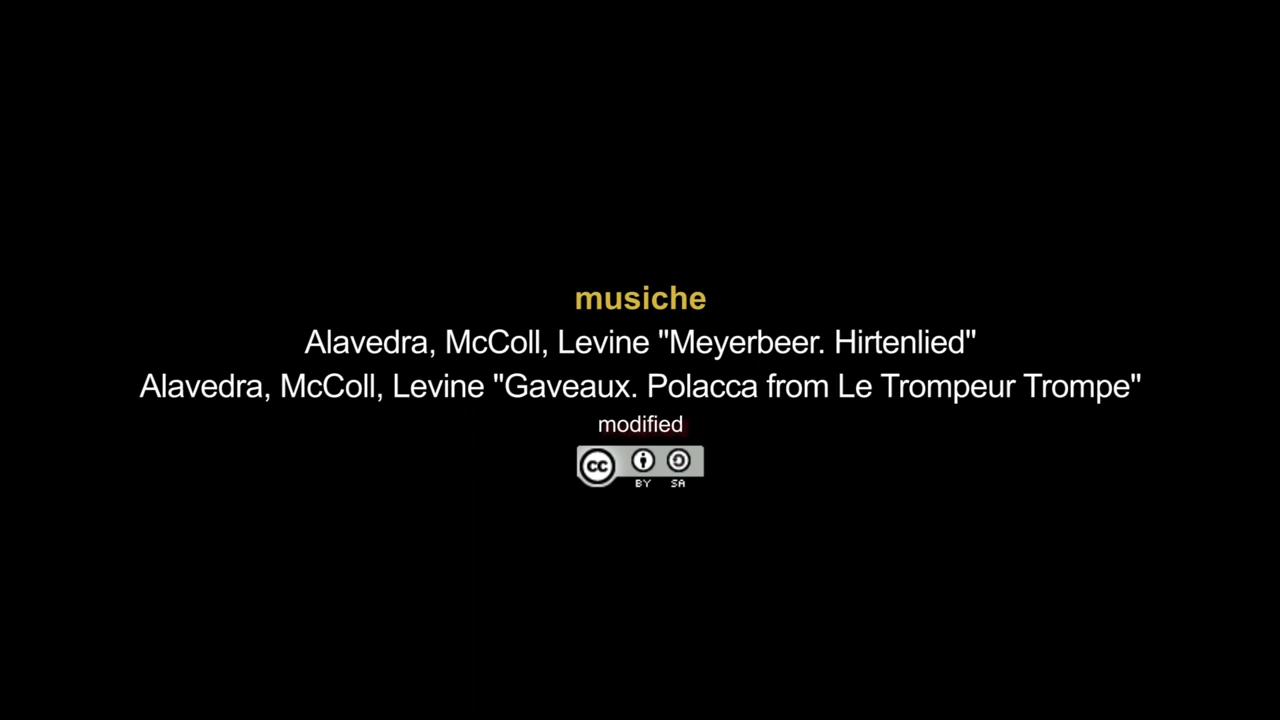 musiche
Alavedra, McColl, Levine "Meyerbeer. Hirtenlied"
Alavedra, McColl, Levine "Gaveaux. Polacca from Le Trompeur Trompe"
modified
cc BY SA